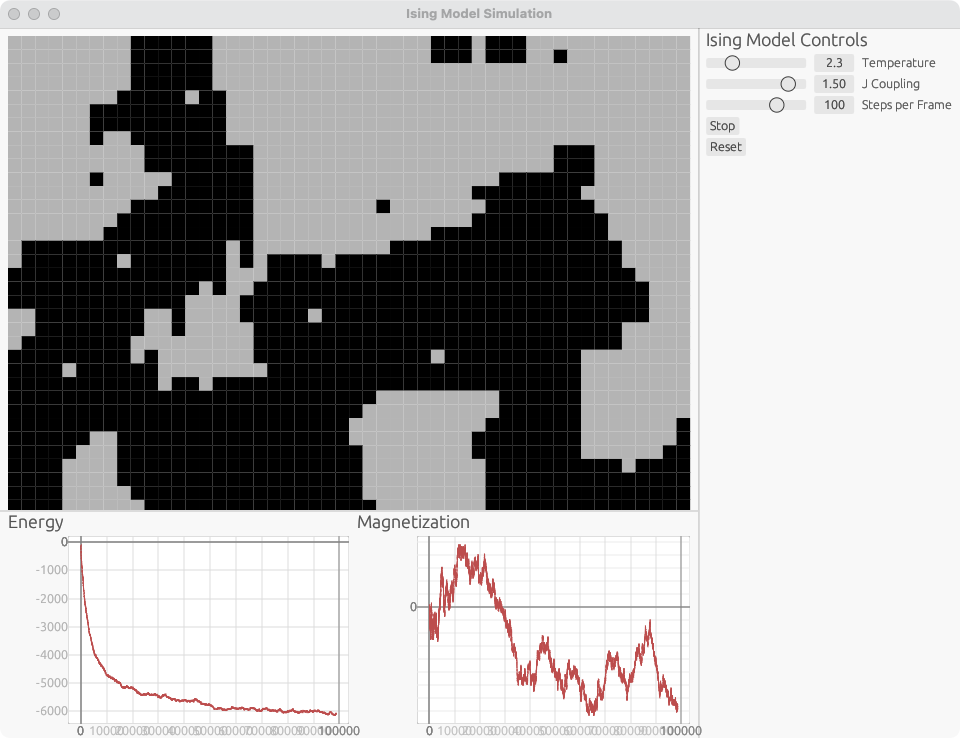 Ising Model Simulation
Ising Model Controls
2.3 Temperature
1.50 J Coupling
100 Steps per Frame
Stop
Reset
Energy
0
-1000
-2000
-3000
-4000
-5000
-6000
0 10000 20000 30000 40000 50000 60000 70000 80000 90000 100000
Magnetization
0
0 10000 20000 30000 40000 50000 60000 70000 80000 90000 100000